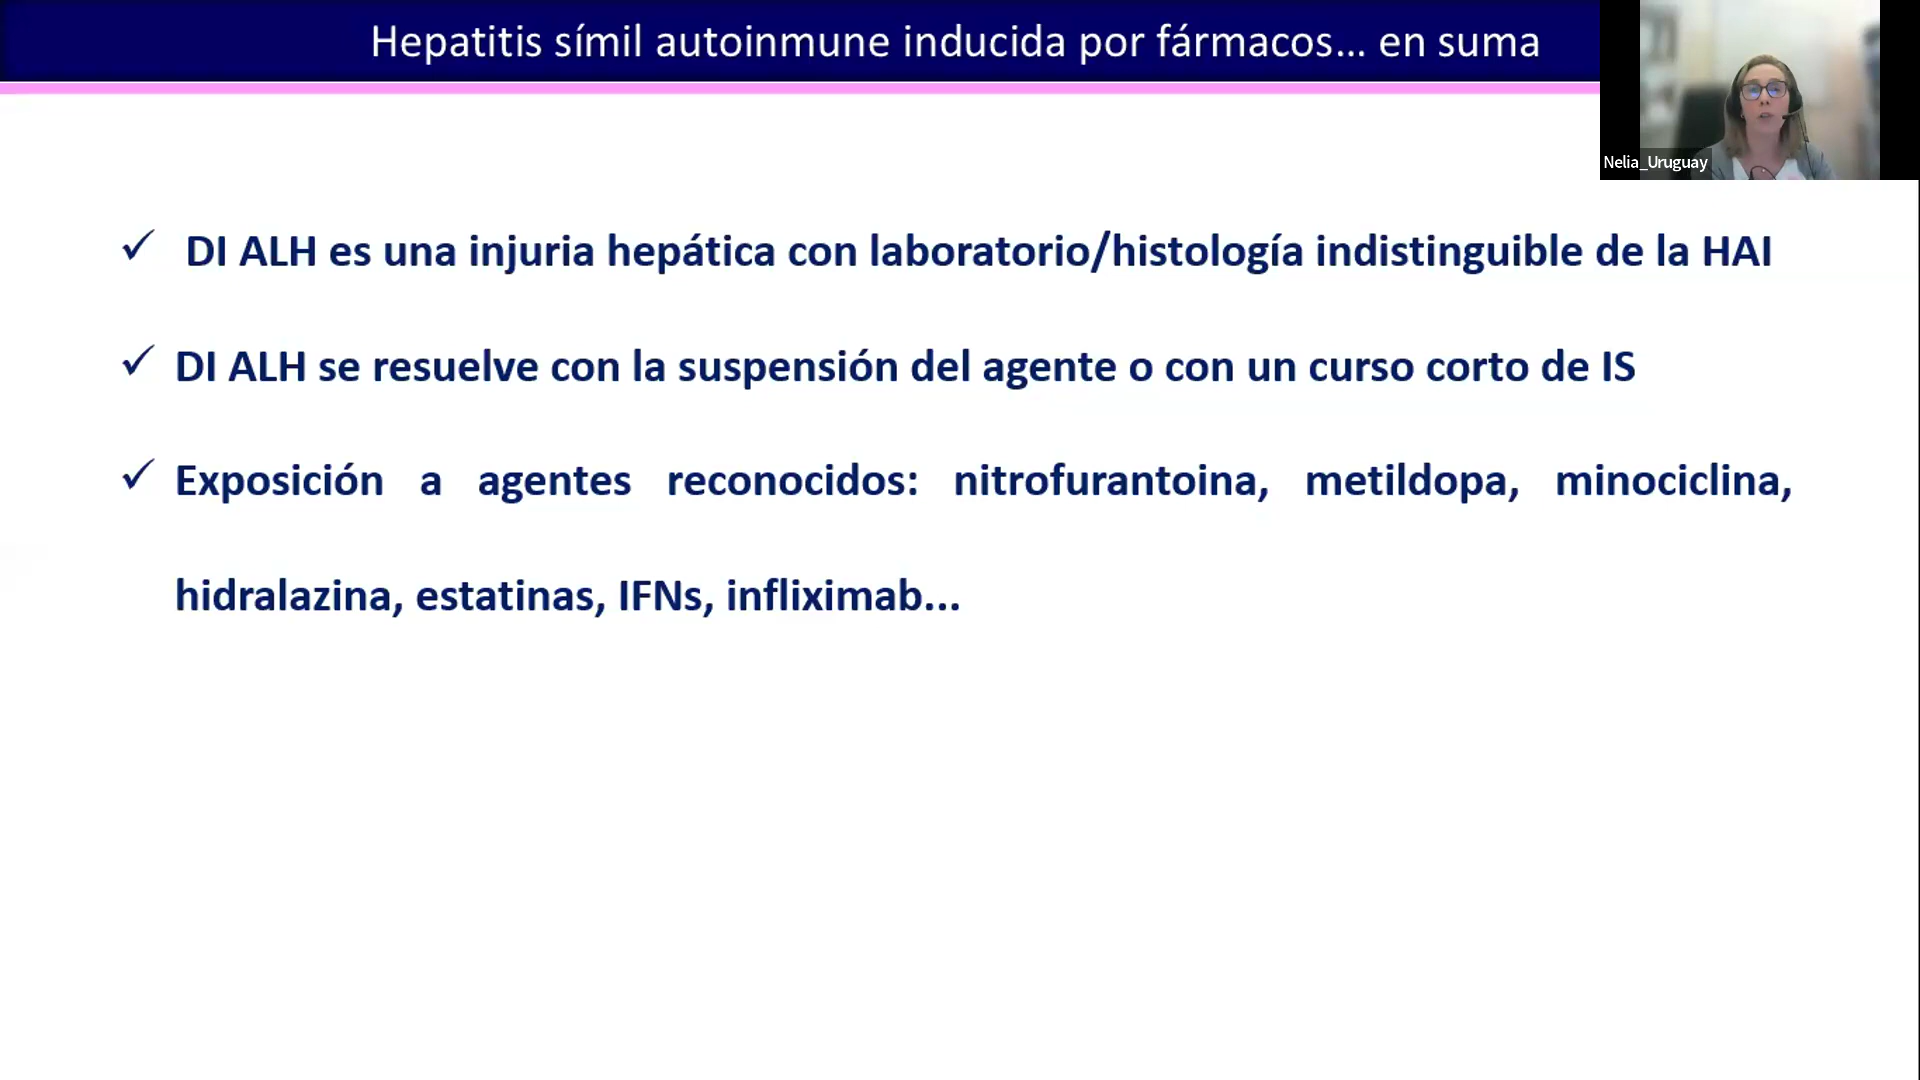 Hepatitis símil autoinmune inducida por fármacos... en suma
Nelia_Uruguay
✓ DI ALH es una injuria hepática con laboratorio/histología indistinguible de la HAI
✓ DI ALH se resuelve con la suspensión del agente o con un curso corto de IS
✓ Exposición a agentes reconocidos: nitrofurantoina, metildopa, minociclina,
hidralazina, estatinas, IFNs, infliximab...